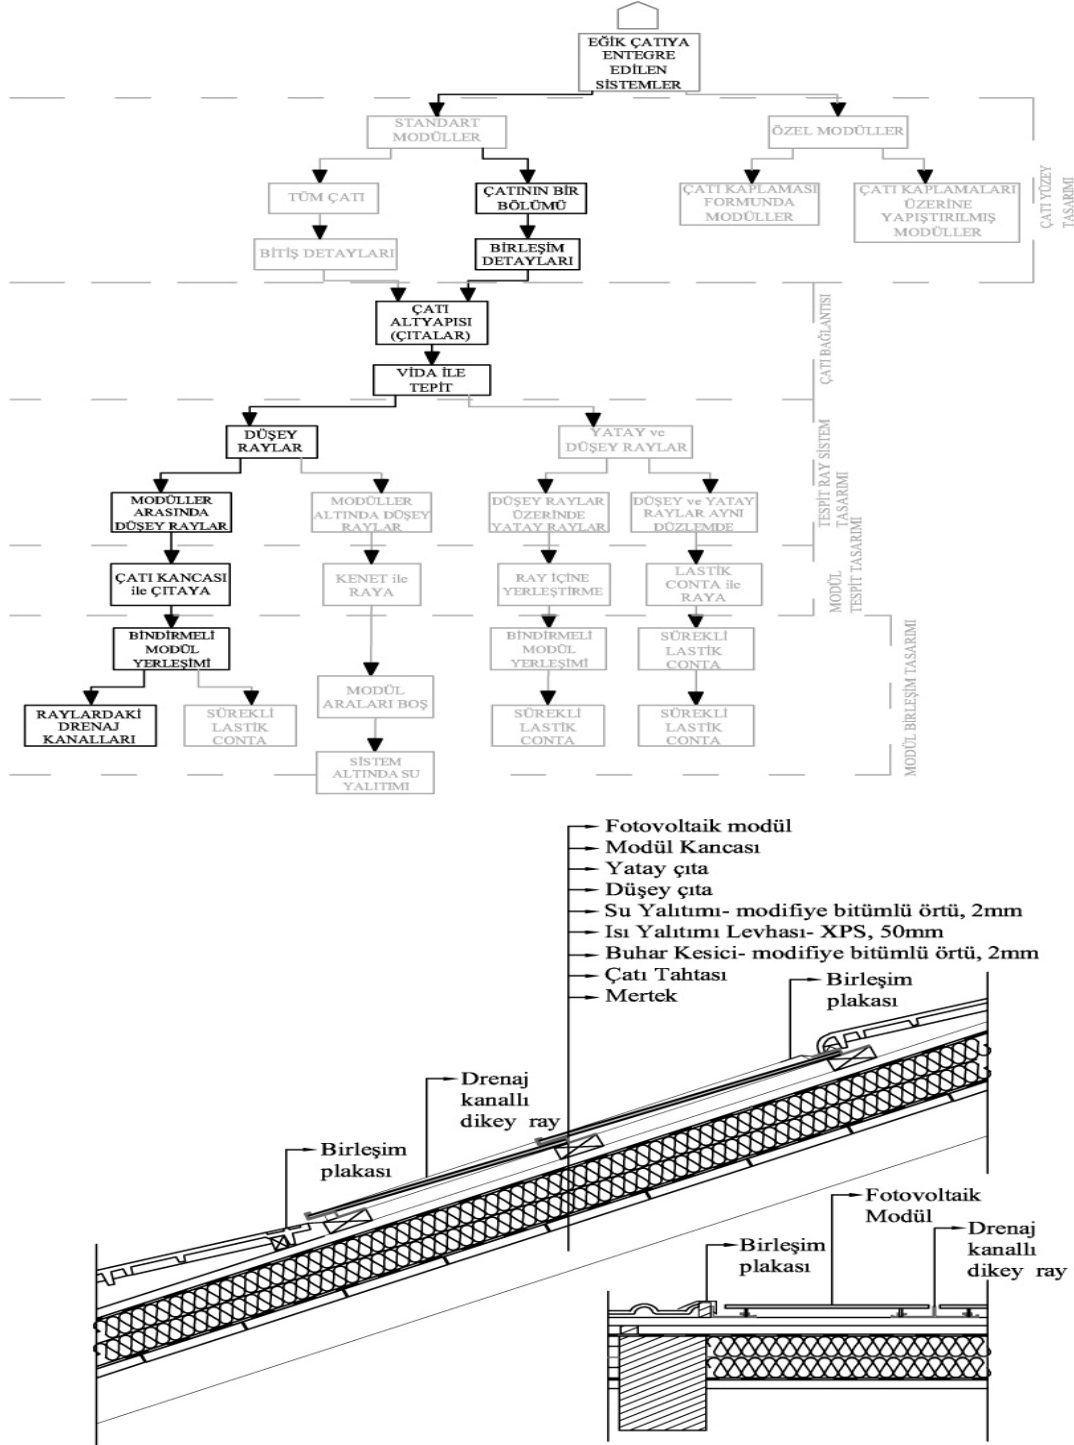 EĞİK ÇATIYA
ENTEGRE
EDİLEN
SİSTEMLER
STANDART
MODÜLLER
ÖZEL MODÜLLER
TÜM ÇATI
ÇATININ BİR
BÖLÜMÜ
ÇATI KAPLAMASI
FORMUNDA
MODÜLLER
ÇATI KAPLAMALARI
ÜZERİNE
YAPIŞTIRILMIŞ
MODÜLLER
BİTİŞ DETAYLARI
BİRLEŞİM
DETAYLARI
ÇATI YÜZEY
TASARIMI
ÇATI
ALTYAPISI
(ÇITALAR)
VİDA İLE
TEPİT
ÇATI BAĞLANTISI
DÜŞEY
RAYLAR
YATAY ve
DÜŞEY RAYLAR
MODÜLLER
ARASINDA
DÜŞEY RAYLAR
MODÜLLER
ALTINDA DÜŞEY
RAYLAR
DÜŞEY RAYLAR
ÜZERİNDE
YATAY RAYLAR
DÜŞEY ve YATAY
RAYLAR AYNI
DÜZLEMDE
TESPİT RAY SİSTEM
TASARIMI
ÇATI KANCASI
ile ÇITAYA
KENET ile
RAYA
RAY İÇİNE
YERLEŞTİRME
LASTİK
CONTA ile
RAYA
MODÜL
TESPİT TASARIMI
BİNDİRMELİ
MODÜL
YERLEŞİMİ
BİNDİRMELİ
MODÜL
YERLEŞİMİ
SÜREKLİ
LASTİK
CONTA
MODÜL
ARALARI BOŞ
RAYLARDAKİ
DRENAJ
KANALLARI
SÜREKLİ
LASTİK
CONTA
SÜREKLİ
LASTİK
CONTA
SÜREKLİ
LASTİK
CONTA
SİSTEM
ALTINDA SU
YALITIMI
MODÜL BİRLEŞİM TASARIMI
Fotovoltaik modül
Modül Kancası
Yatay çıta
Düşey çıta
Su Yalıtımı- modifiye bitümlü örtü, 2mm
Isı Yalıtımı Levhası- XPS, 50mm
Buhar Kesici- modifiye bitümlü örtü, 2mm
Çatı Tahtası
Mertek
Birleşim
plakası
Drenaj
kanallı
dikey ray
Birleşim
plakası
Fotovoltaik
Modül
Birleşim
plakası
Drenaj
kanallı
dikey ray